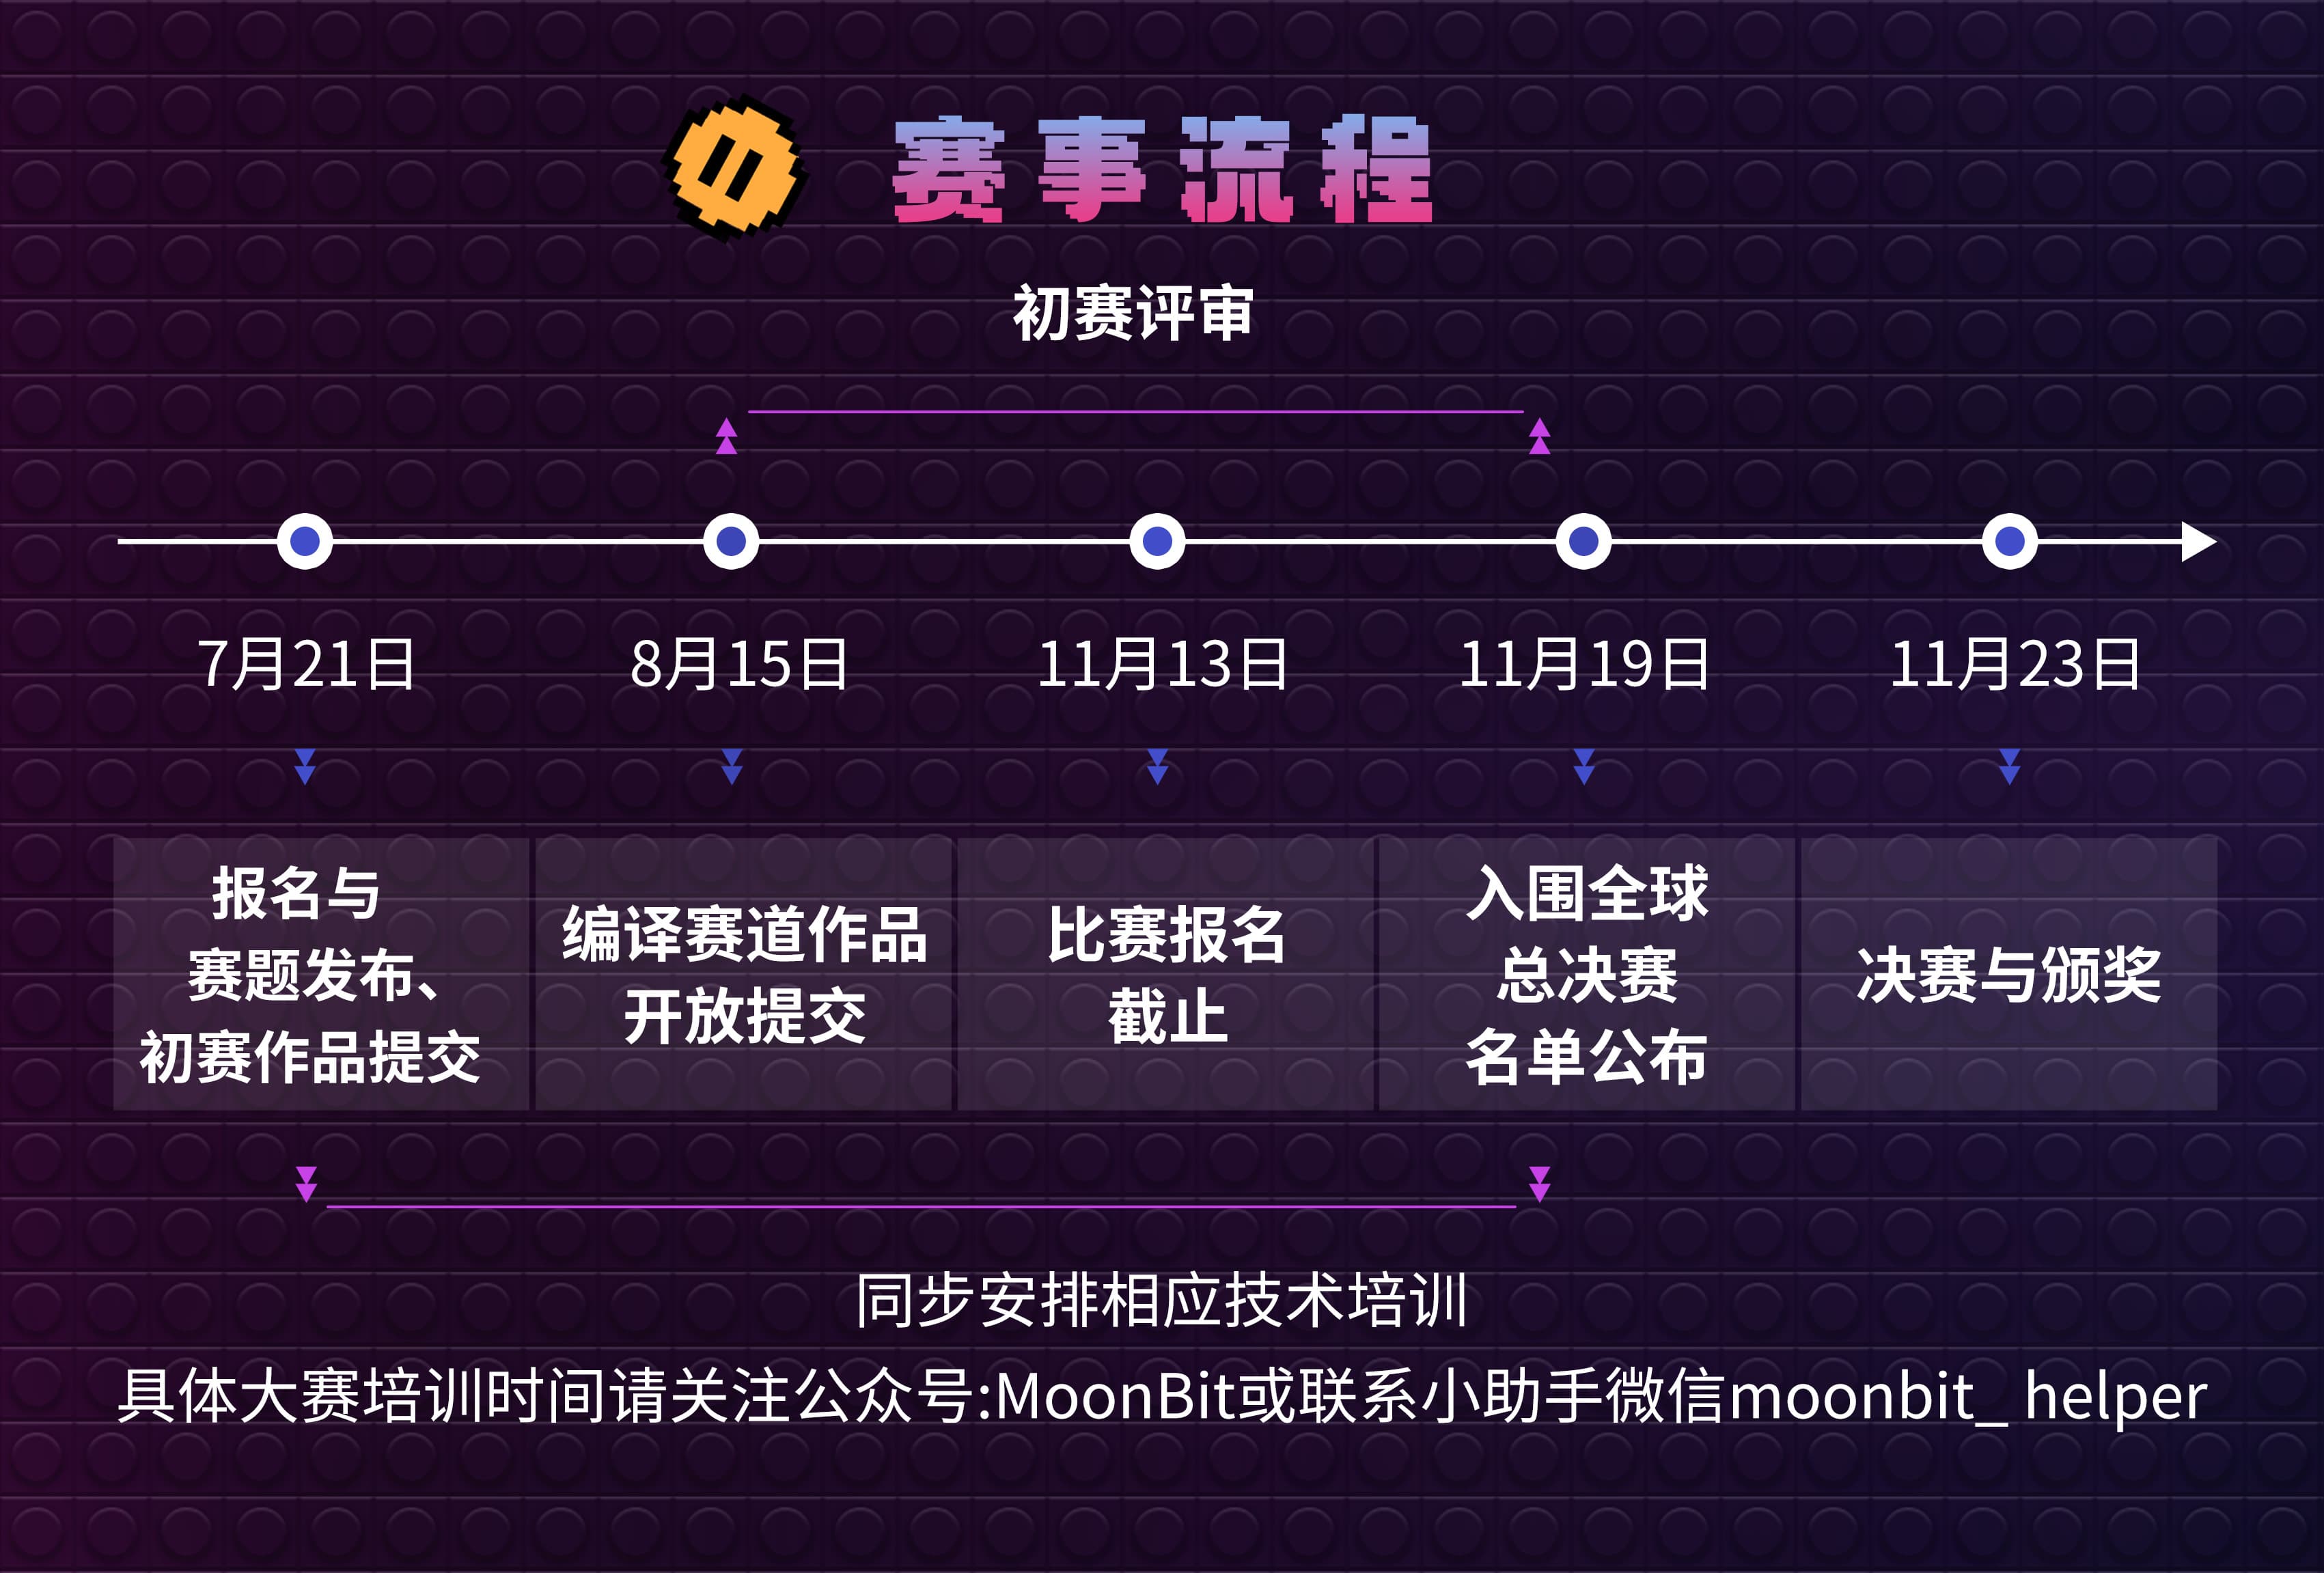 赛事流程
初赛评审
7月21日
8月15日
11月13日
11月19日
11月23日
报名与
赛题发布、
初赛作品提交
编译赛道作品
开放提交
比赛报名
截止
入围全球
总决赛
名单公布
决赛与颁奖
同步安排相应技术培训
具体大赛培训时间请关注公众号:MoonBit或联系小助手微信moonbit_ helper